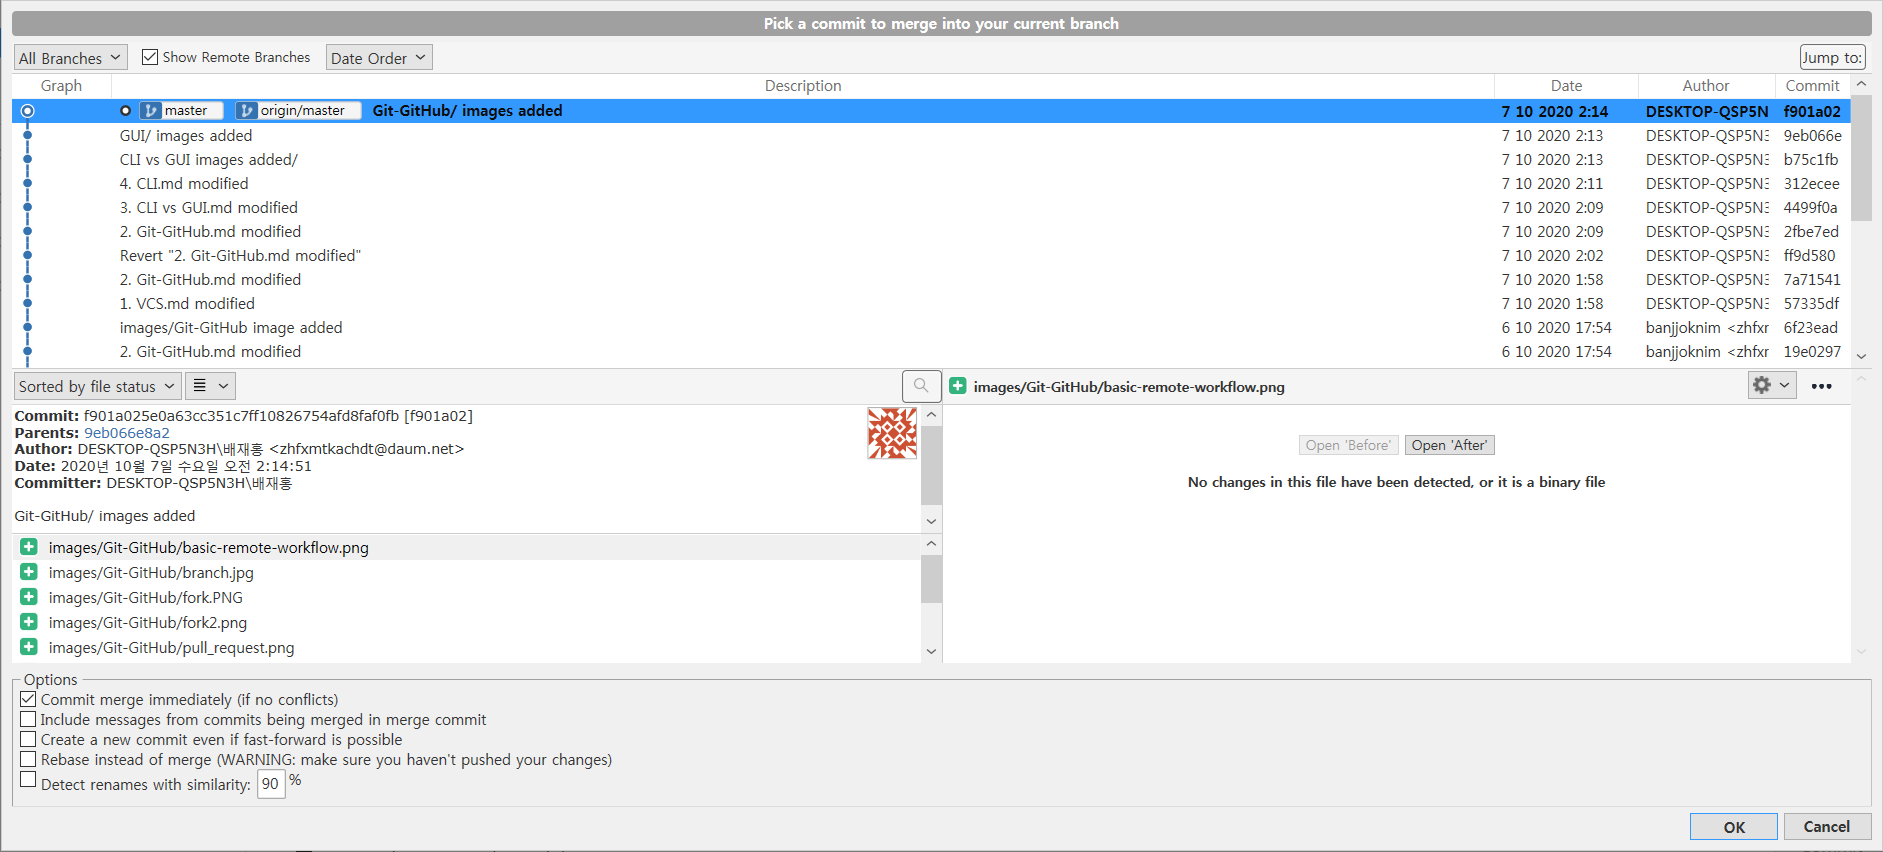 Pick a commit to merge into your current branch
All Branches Show Remote Branches Date Order Jump to:
Graph Description Date Author Commit
master origin/master Git-GitHub/ images added 7 10 2020 2:14 DESKTOP-QSP5N f901a02
GUI/ images added 7 10 2020 2:13 DESKTOP-QSP5N3 9eb066e
CLI vs GUI images added/ 7 10 2020 2:13 DESKTOP-QSP5N3 b75c1fb
4. CLI.md modified 7 10 2020 2:11 DESKTOP-QSP5N3 312ecee
3. CLI vs GUI.md modified 7 10 2020 2:09 DESKTOP-QSP5N3 4499f0a
2. Git-GitHub.md modified 7 10 2020 2:09 DESKTOP-QSP5N3 2fbe7ed
Revert "2. Git-GitHub.md modified" 7 10 2020 2:02 DESKTOP-QSP5N3 ff9d580
2. Git-GitHub.md modified 7 10 2020 1:58 DESKTOP-QSP5N3 7a71541
1. VCS.md modified 7 10 2020 1:58 DESKTOP-QSP5N3 57335df
images/Git-GitHub image added 6 10 2020 17:54 banjjoknim <zhfxr 6f23ead
2. Git-GitHub.md modified 6 10 2020 17:54 banjjoknim <zhfxr 19e0297
Sorted by file status
Commit: f901a025e0a63cc351c7ff10826754afd8faf0fb [f901a02]
Parents: 9eb066e8a2
Author: DESKTOP-QSP5N3H\배재홍 <zhfxmtkachdt@daum.net>
Date: 2020년 10월 7일 수요일 오전 2:14:51
Committer: DESKTOP-QSP5N3H\배재홍
Git-GitHub/ images added
images/Git-GitHub/basic-remote-workflow.png
images/Git-GitHub/branch.jpg
images/Git-GitHub/fork.PNG
images/Git-GitHub/fork2.png
images/Git-GitHub/pull_request.png
images/Git-GitHub/basic-remote-workflow.png
Open 'Before' Open 'After'
No changes in this file have been detected, or it is a binary file
Options
Commit merge immediately (if no conflicts)
Include messages from commits being merged in merge commit
Create a new commit even if fast-forward is possible
Rebase instead of merge (WARNING: make sure you haven't pushed your changes)
Detect renames with similarity: 90 %
OK Cancel